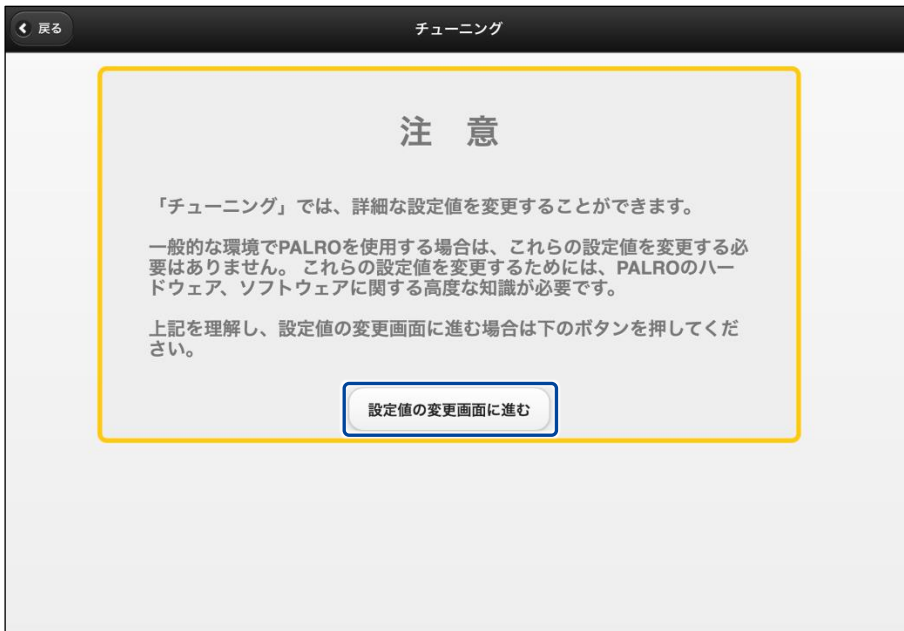 戻る
チューニング
注　意
「チューニング」では、詳細な設定値を変更することができます。
一般的な環境でPALROを使用する場合は、これらの設定値を変更する必
要はありません。 これらの設定値を変更するためには、PALROのハー
ドウェア、ソフトウェアに関する高度な知識が必要です。
上記を理解し、設定値の変更画面に進む場合は下のボタンを押してくだ
さい。
設定値の変更画面に進む